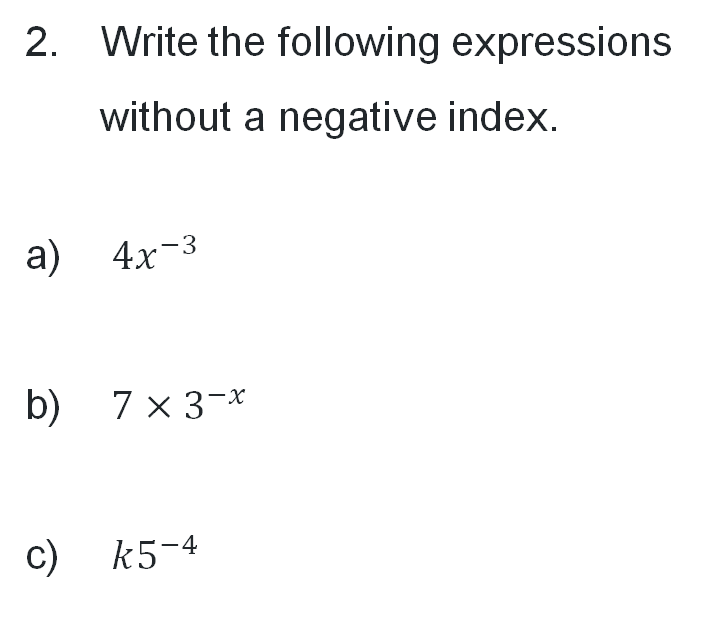 2. Write the following expressions
without a negative index.
a) 4x⁻³
b) 7 × 3⁻ˣ
c) k5⁻⁴